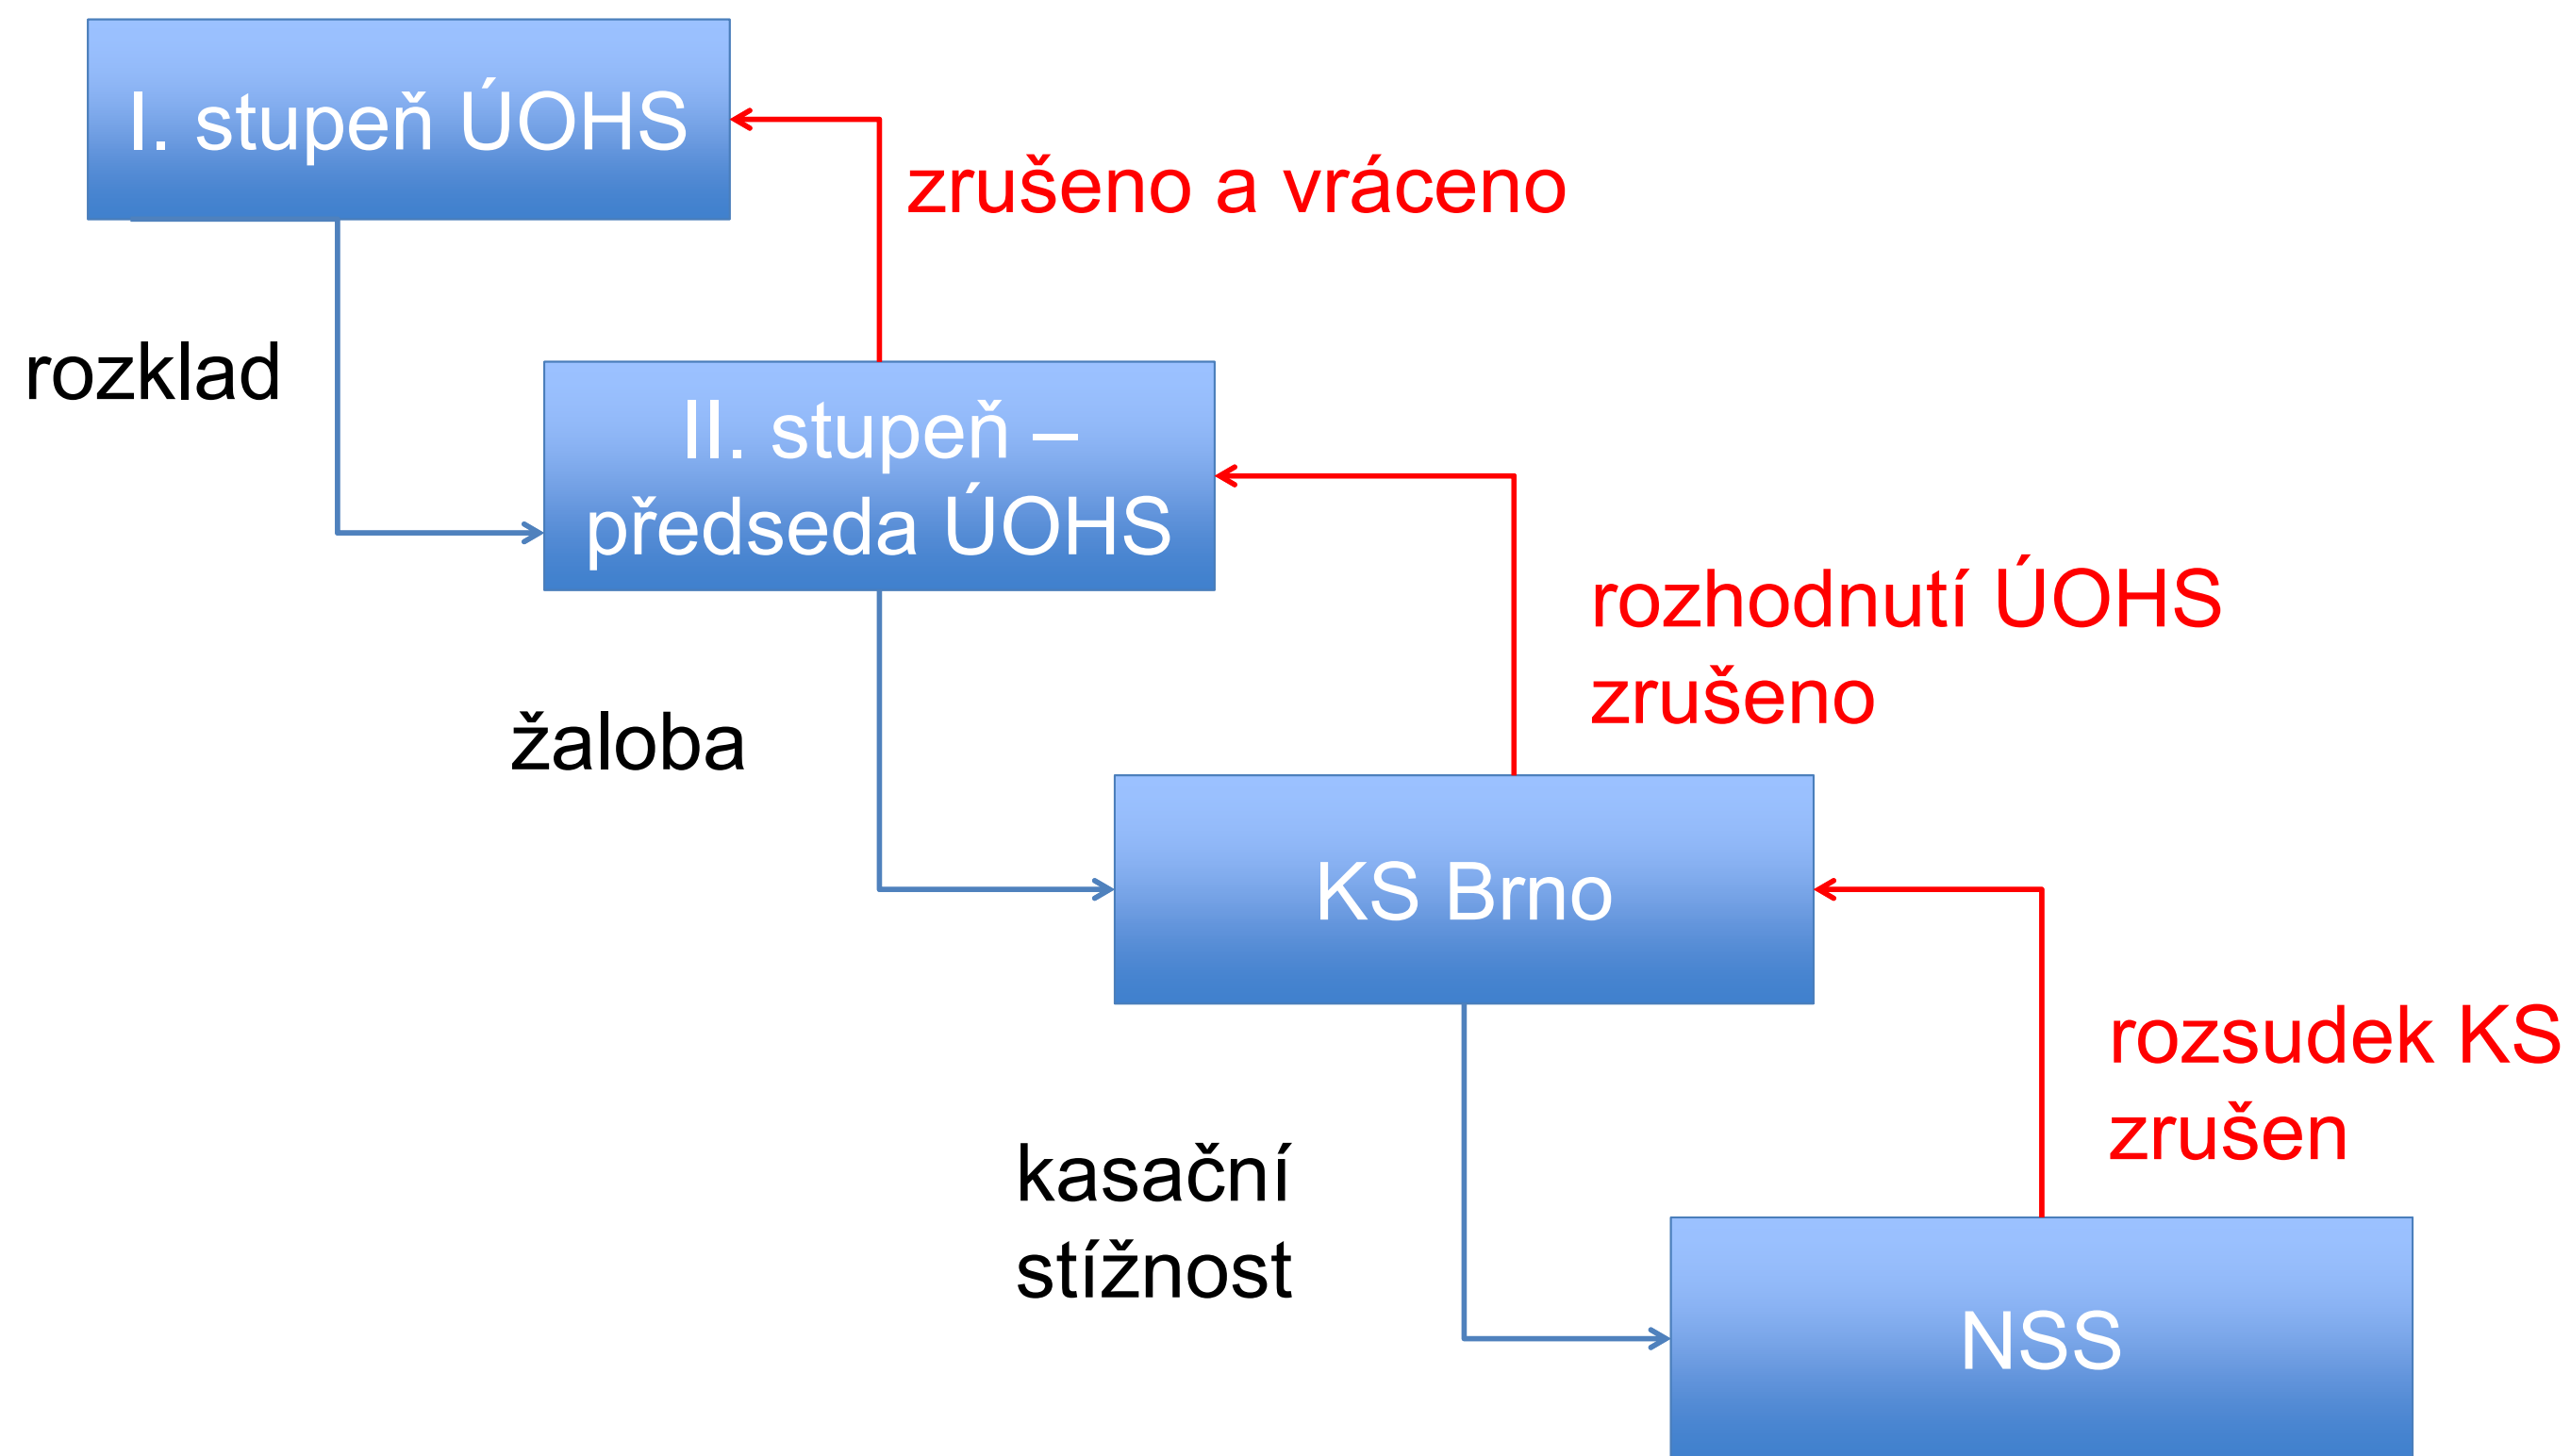 I. stupeň ÚOHS
zrušeno a vráceno
rozklad
II. stupeň –
předseda ÚOHS
rozhodnutí ÚOHS
zrušeno
žaloba
KS Brno
rozsudek KS
zrušen
kasační
stížnost
NSS